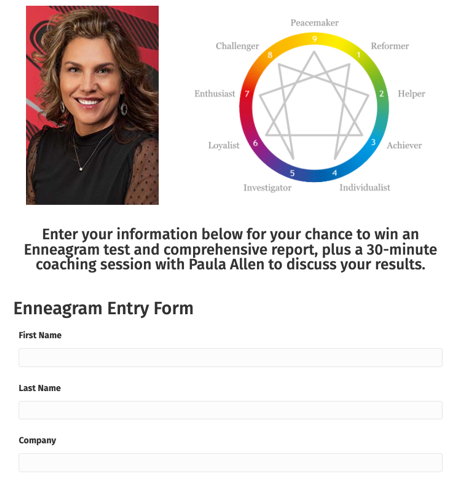 Peacemaker
9
Challenger
8
Reformer
1
Enthusiast
7
Helper
2
Loyalist
6
Achiever
3
Investigator
5
Individualist
4
Enter your information below for your chance to win an
Enneagram test and comprehensive report, plus a 30-minute
coaching session with Paula Allen to discuss your results.
Enneagram Entry Form
First Name
Last Name
Company